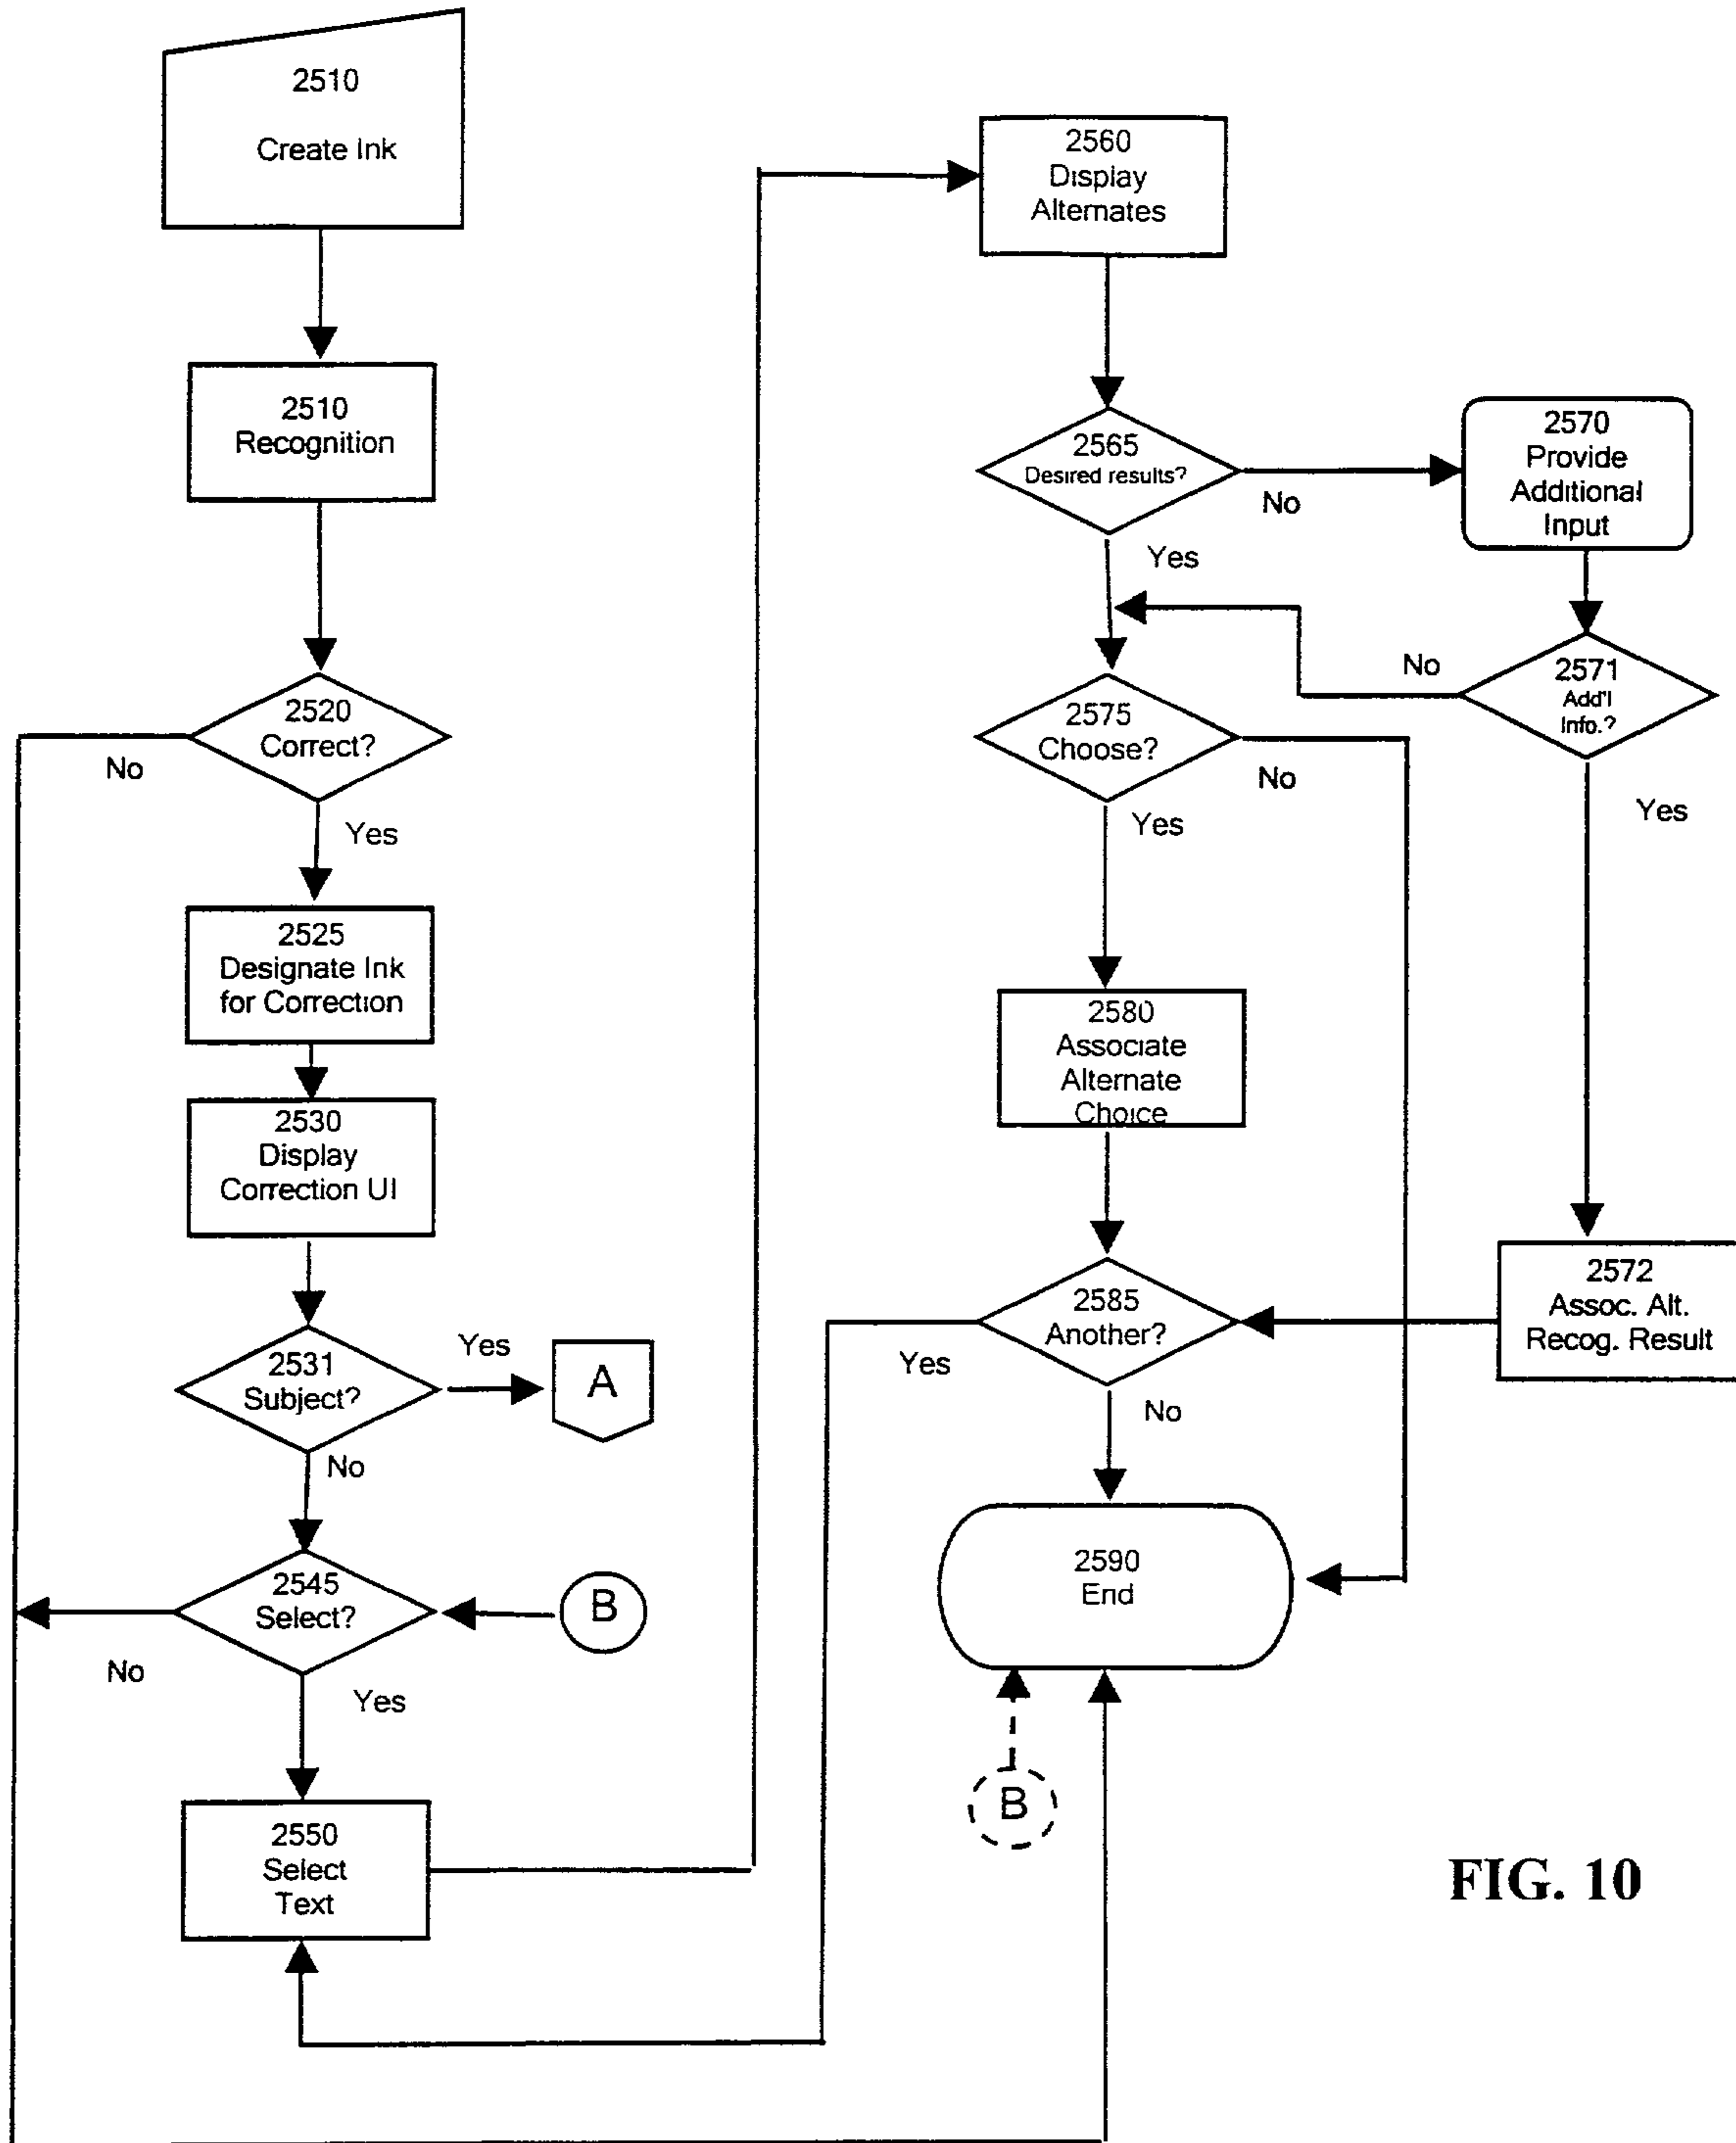 2510
Create Ink
2510
Recognition
2520
Correct?
No
Yes
2525
Designate Ink
for Correction
2530
Display
Correction UI
2531
Subject?
Yes
A
No
2545
Select?
B
No
Yes
2550
Select
Text
2560
Display
Alternates
2565
Desired results?
No
Yes
2570
Provide
Additional
Input
2571
Add'l
Info.?
No
Yes
2575
Choose?
No
Yes
2580
Associate
Alternate
Choice
2572
Assoc. Alt.
Recog. Result
2585
Another?
Yes
No
2590
End
B
FIG. 10